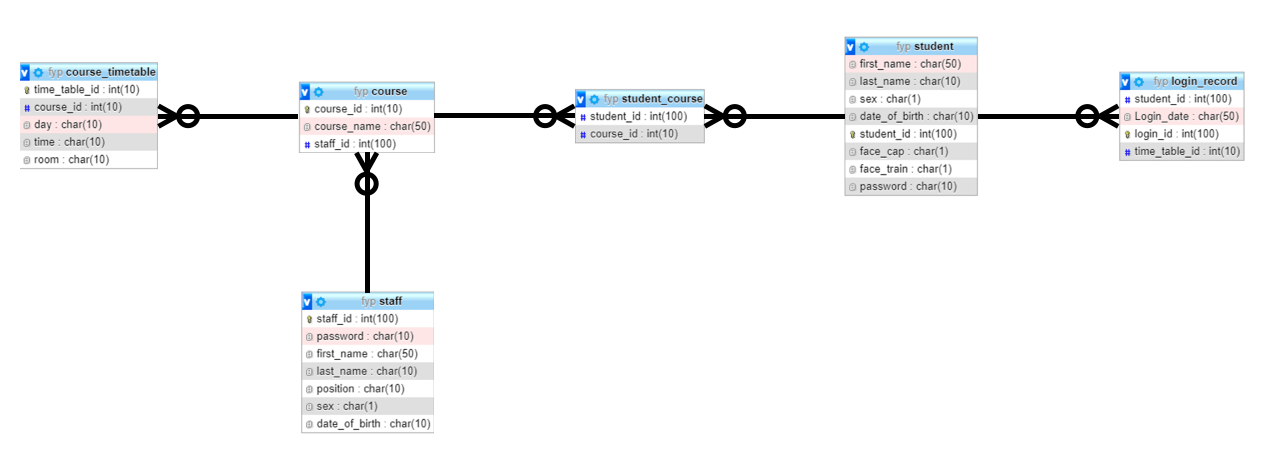 fyp course_timetable
time_table_id : int(10)
course_id : int(10)
day : char(10)
time : char(10)
room : char(10)
fyp course
course_id : int(10)
course_name : char(50)
staff_id : int(100)
fyp student_course
student_id : int(100)
course_id : int(10)
fyp student
first_name : char(50)
last_name : char(10)
sex : char(1)
date_of_birth : char(10)
student_id : int(100)
face_cap : char(1)
face_train : char(1)
password : char(10)
fyp login_record
student_id : int(100)
Login_date : char(50)
login_id : int(100)
time_table_id : int(10)
fyp staff
staff_id : int(100)
password : char(10)
first_name : char(50)
last_name : char(10)
position : char(10)
sex : char(1)
date_of_birth : char(10)